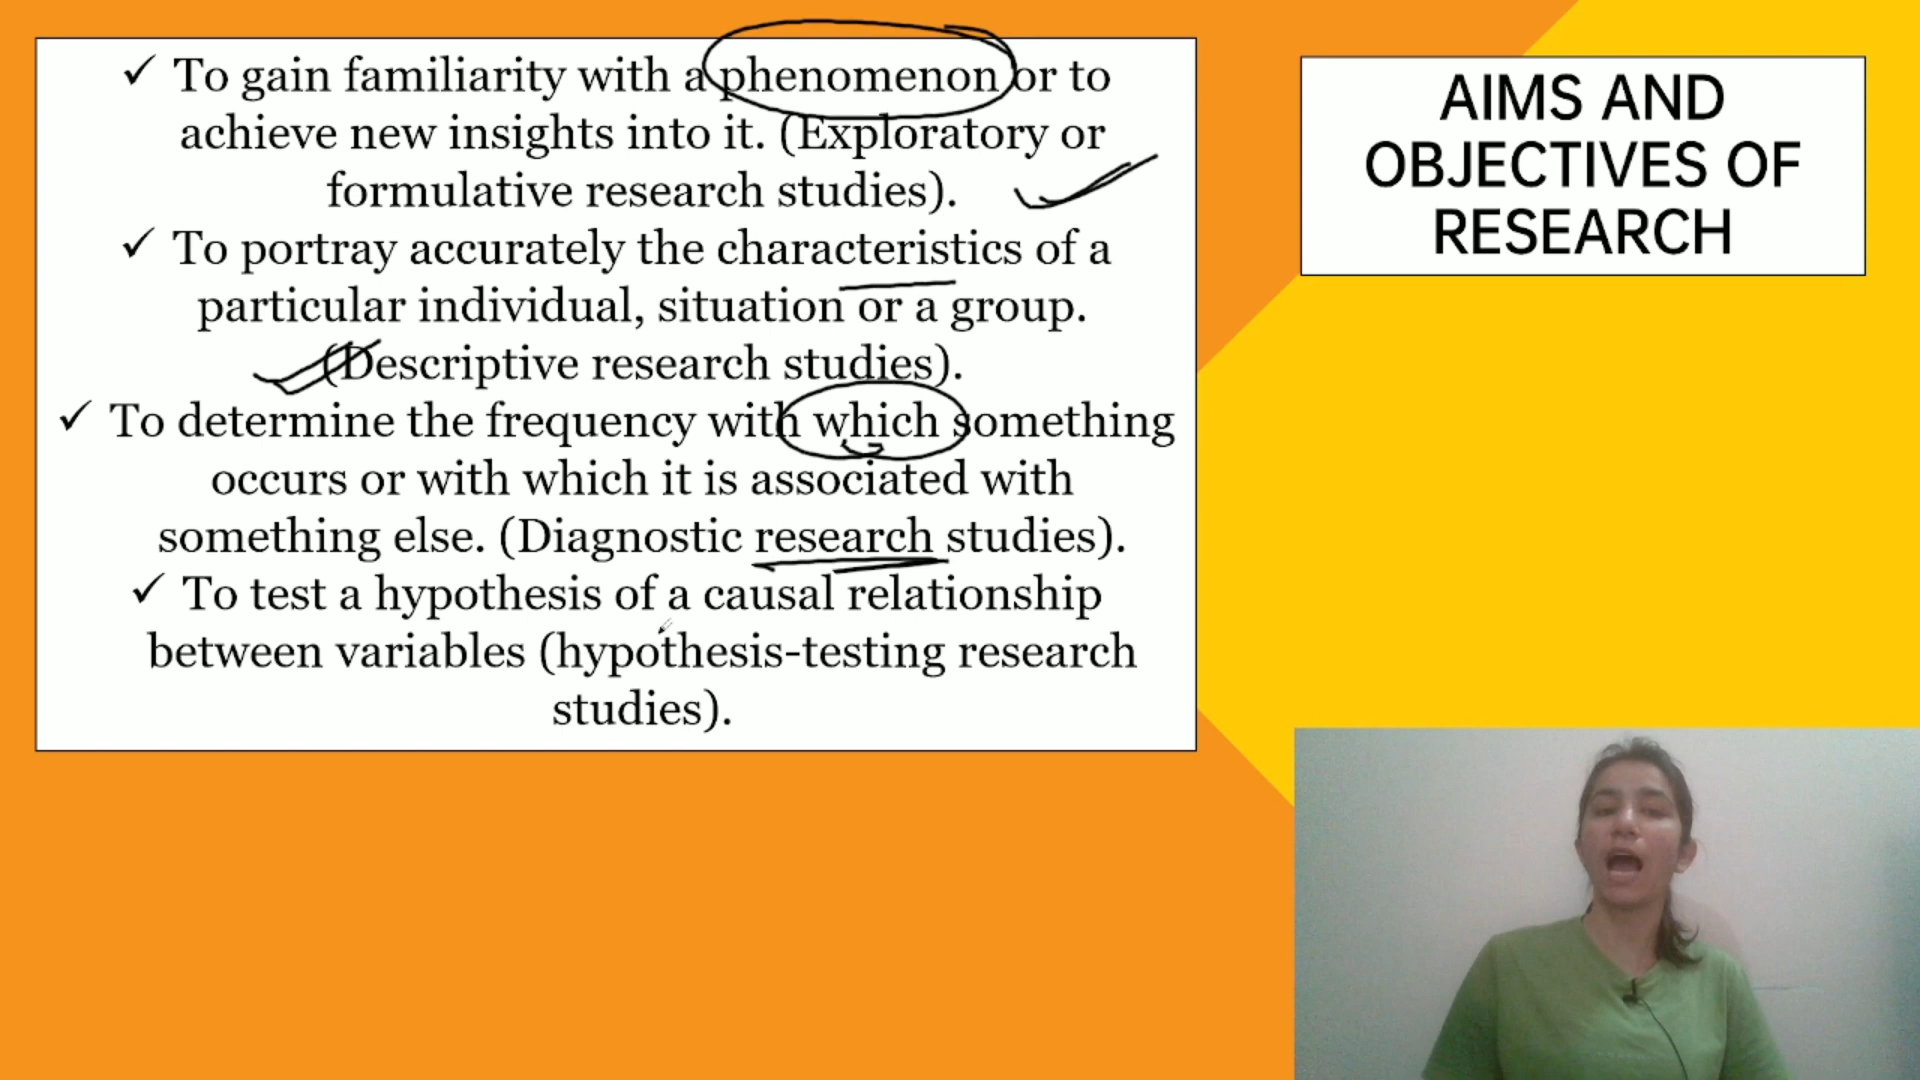 ✓ To gain familiarity with a phenomenon or to
achieve new insights into it. (Exploratory or
formulative research studies).
✓ To portray accurately the characteristics of a
particular individual, situation or a group.
(Descriptive research studies).
✓ To determine the frequency with which something
occurs or with which it is associated with
something else. (Diagnostic research studies).
✓ To test a hypothesis of a causal relationship
between variables (hypothesis-testing research
studies).
AIMS AND
OBJECTIVES OF
RESEARCH